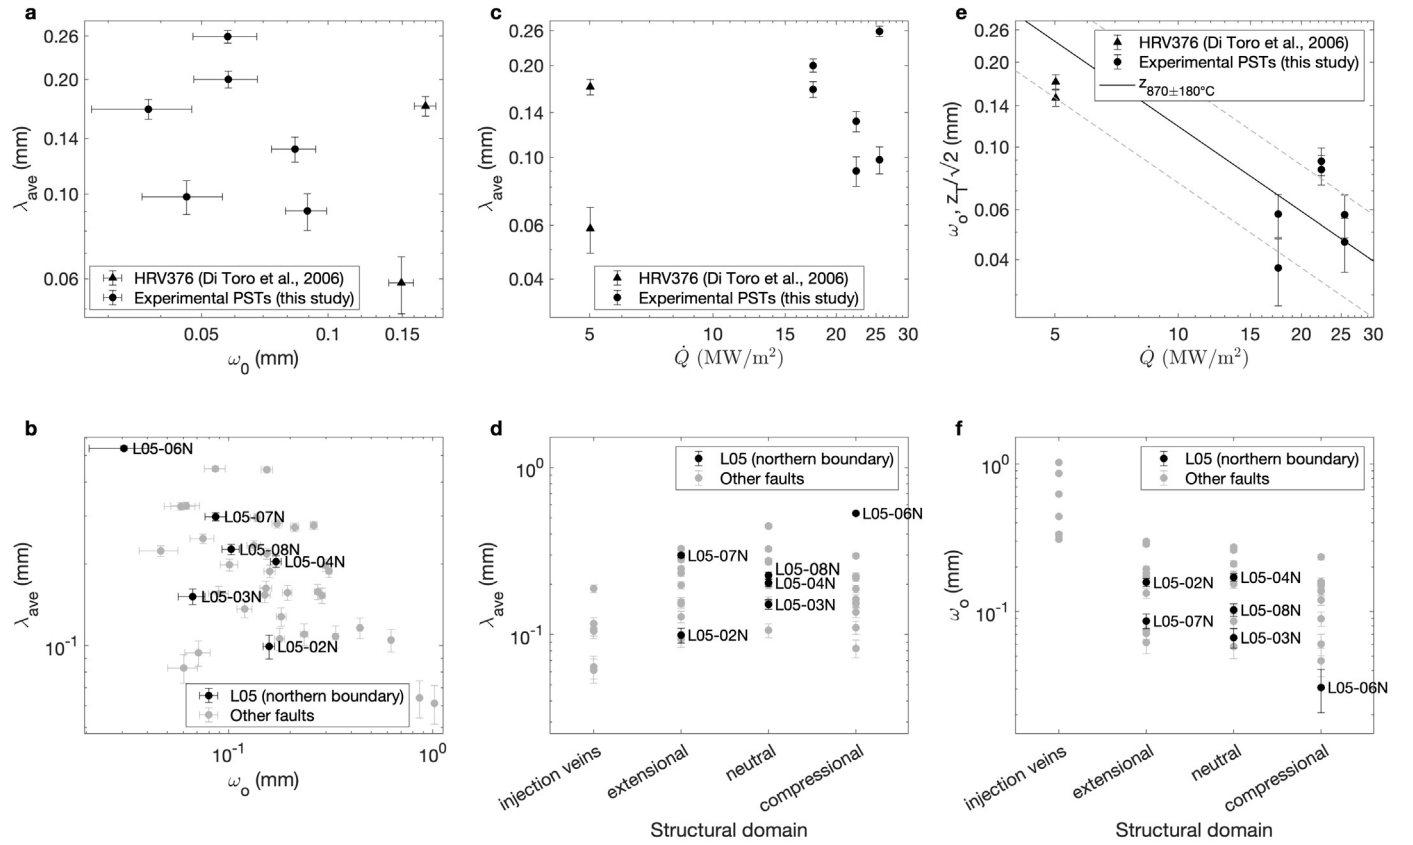 a
0.26
0.20
0.14
0.10
0.06
λave (mm)
HRV376 (Di Toro et al., 2006)
Experimental PSTs (this study)
0.05
0.1
0.15
ω0 (mm)
c
0.26
0.20
0.14
0.10
0.06
0.04
λave (mm)
HRV376 (Di Toro et al., 2006)
Experimental PSTs (this study)
5
10
15
20
25
30
Q̇ (MW/m²)
e
0.26
0.20
0.14
0.10
0.06
0.04
ωo, zT/√2 (mm)
HRV376 (Di Toro et al., 2006)
Experimental PSTs (this study)
z870±180°C
5
10
15
20
25
30
Q̇ (MW/m²)
b
10⁻¹
λave (mm)
L05-06N
L05-07N
L05-08N
L05-04N
L05-03N
L05-02N
L05 (northern boundary)
Other faults
10⁻¹
10⁰
ωo (mm)
d
10⁰
10⁻¹
λave (mm)
L05 (northern boundary)
Other faults
L05-06N
L05-07N
L05-08N
L05-04N
L05-03N
L05-02N
injection veins
extensional
neutral
compressional
Structural domain
f
10⁰
10⁻¹
ωo (mm)
L05 (northern boundary)
Other faults
L05-02N
L05-04N
L05-07N
L05-08N
L05-03N
L05-06N
injection veins
extensional
neutral
compressional
Structural domain